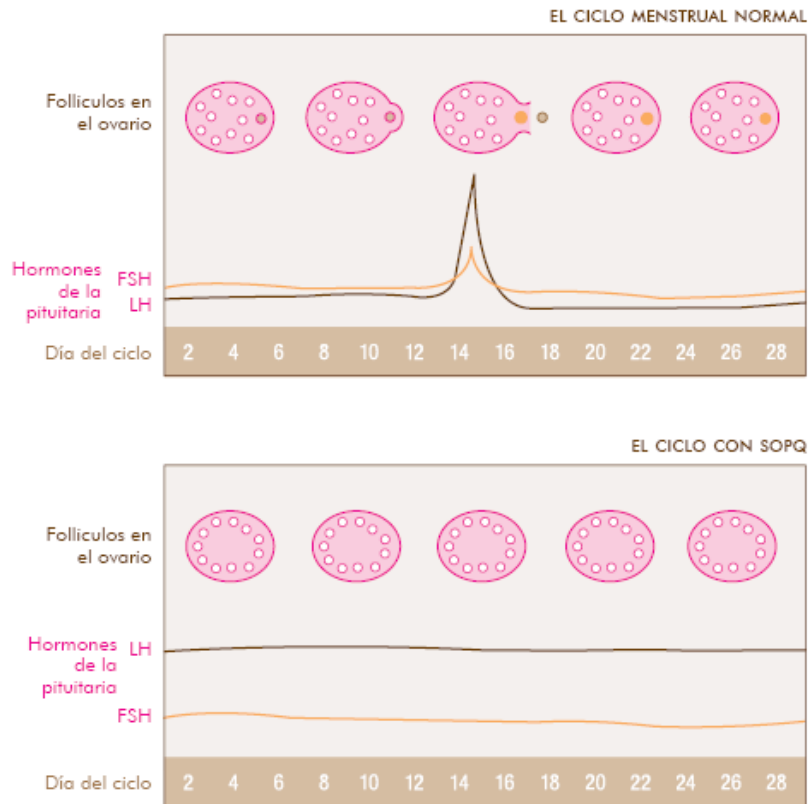 EL CICLO MENSTRUAL NORMAL
Folliculos en
el ovario
Hormones
de la
pituitaria
FSH
LH
Día del ciclo 2 4 6 8 10 12 14 16 18 20 22 24 26 28
EL CICLO CON SOPQ
Folliculos en
el ovario
Hormones
de la
pituitaria
LH
FSH
Día del ciclo 2 4 6 8 10 12 14 16 18 20 22 24 26 28